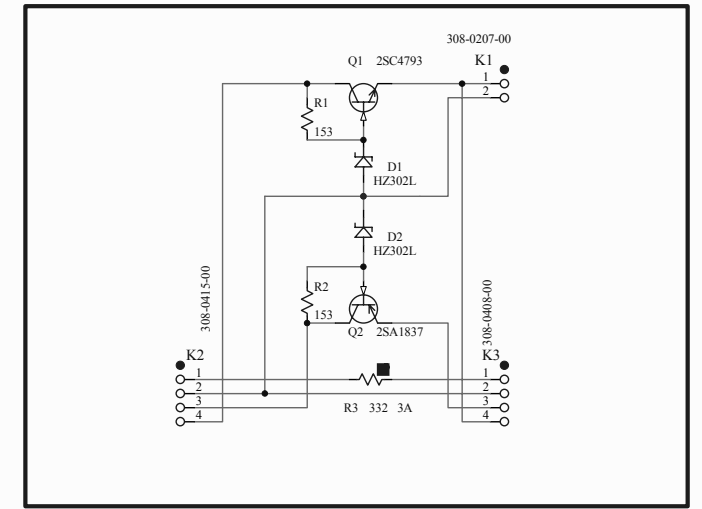 308-0207-00
Q1 2SC4793
K1
1
2
R1
153
D1
HZ302L
D2
HZ302L
308-0415-00
R2
153
Q2 2SA1837
308-0408-00
K2
K3
1
2
3
4
1
2
3
4
R3 332 3A